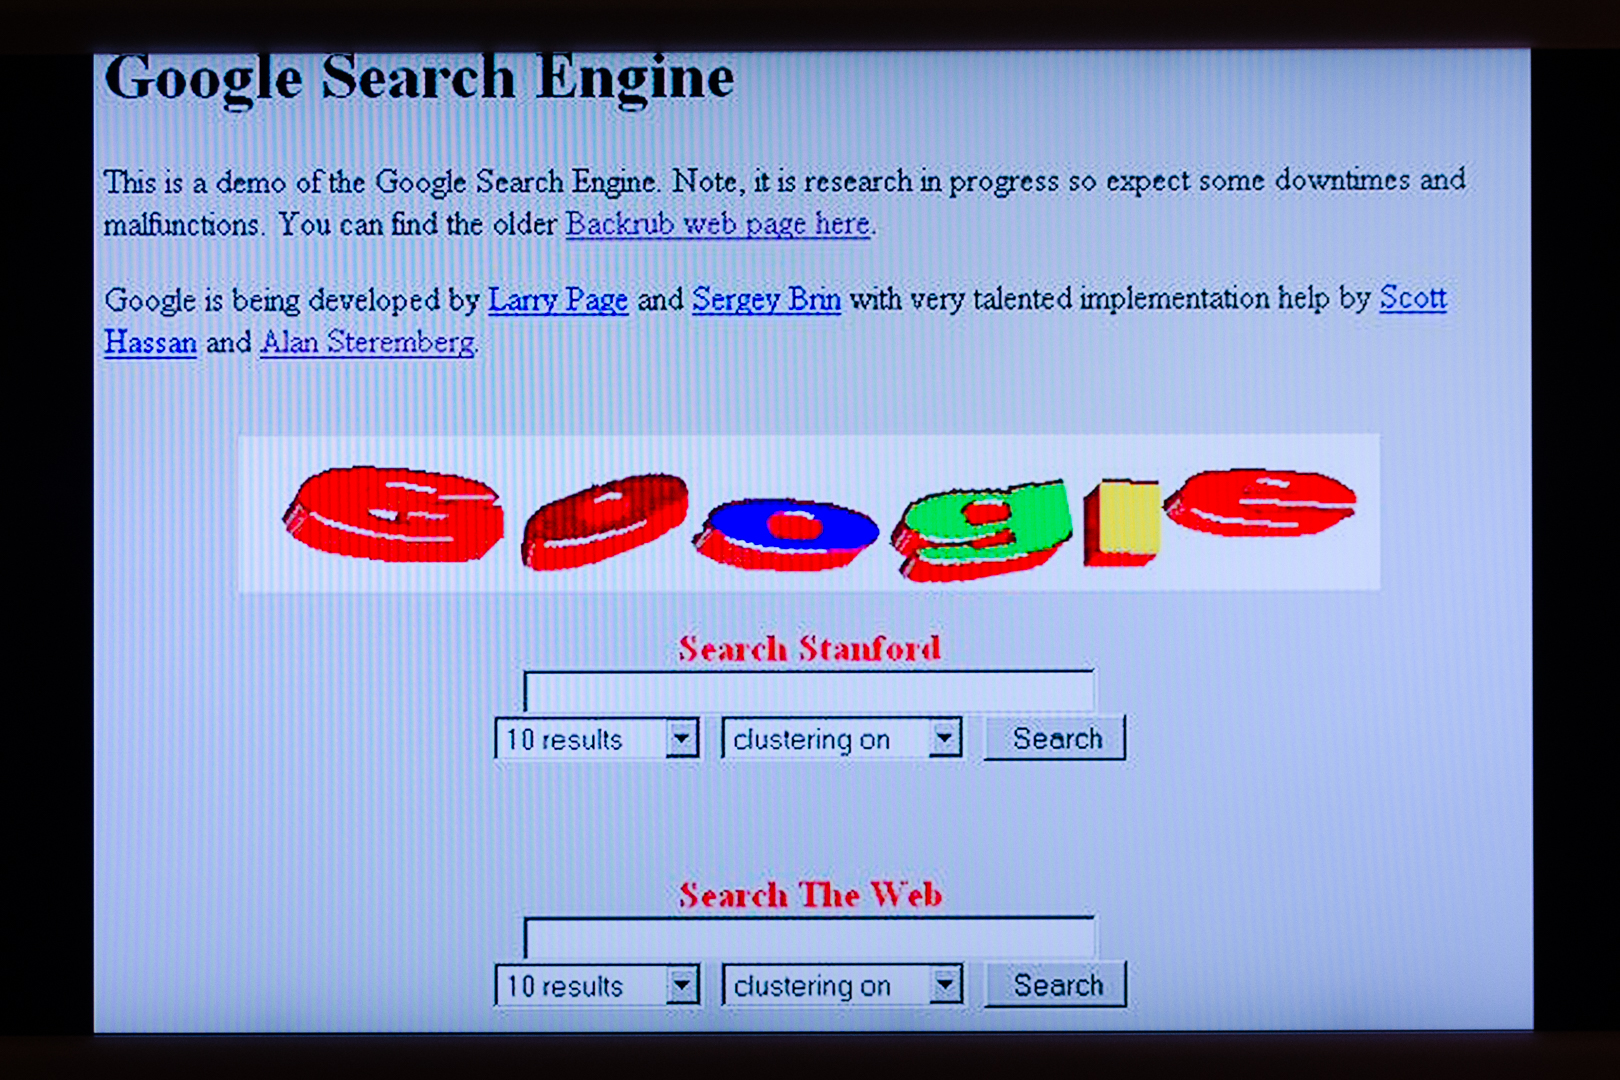 Google Search Engine
This is a demo of the Google Search Engine. Note, it is research in progress so expect some downtimes and
malfunctions. You can find the older Backrub web page here.
Google is being developed by Larry Page and Sergey Brin with very talented implementation help by Scott
Hassan and Alan Steremberg.
Google
Search Stanford
10 results clustering on Search
Search The Web
10 results clustering on Search